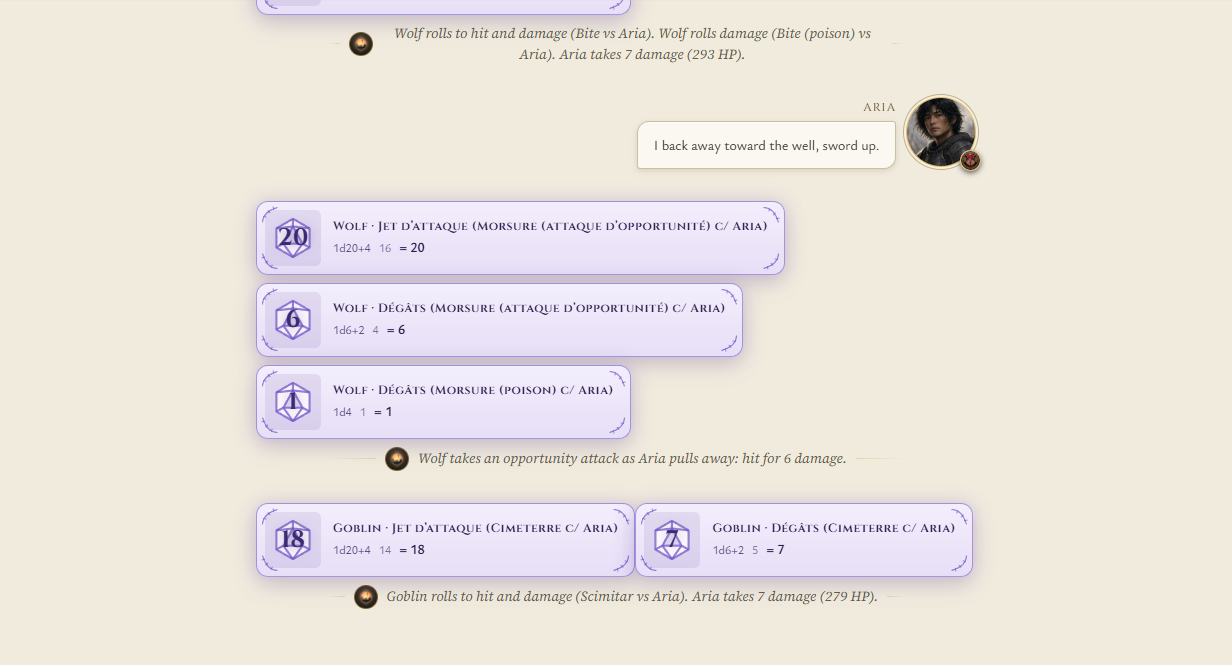 Wolf rolls to hit and damage (Bite vs Aria). Wolf rolls damage (Bite (poison) vs
Aria). Aria takes 7 damage (293 HP).
ARIA
I back away toward the well, sword up.
20
Wolf · Jet d'attaque (Morsure (attaque d'opportunité) c/ Aria)
1d20+4 16 = 20
6
Wolf · Dégâts (Morsure (attaque d'opportunité) c/ Aria)
1d6+2 4 = 6
1
Wolf · Dégâts (Morsure (poison) c/ Aria)
1d4 1 = 1
Wolf takes an opportunity attack as Aria pulls away: hit for 6 damage.
18
Goblin · Jet d'attaque (Cimeterre c/ Aria)
1d20+4 14 = 18
7
Goblin · Dégâts (Cimeterre c/ Aria)
1d6+2 5 = 7
Goblin rolls to hit and damage (Scimitar vs Aria). Aria takes 7 damage (279 HP).